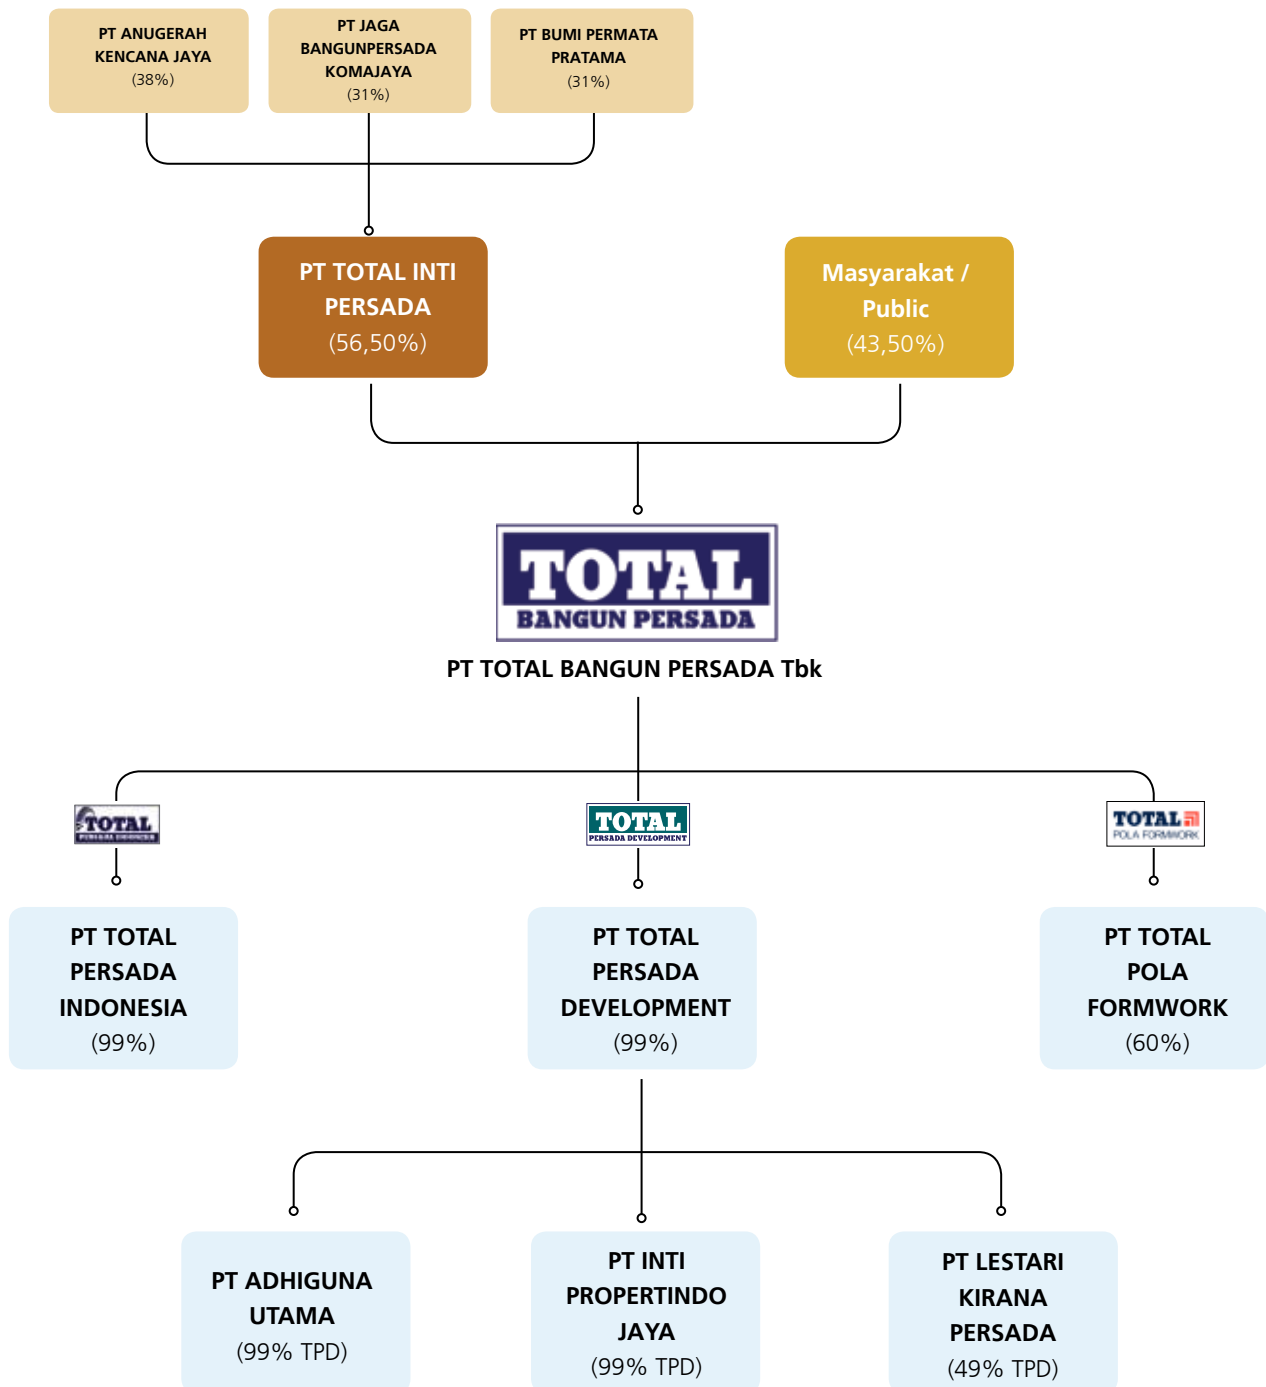 PT ANUGERAH
KENCANA JAYA
(38%)
PT JAGA
BANGUNPERSADA
KOMAJAYA
(31%)
PT BUMI PERMATA
PRATAMA
(31%)
PT TOTAL INTI
PERSADA
(56,50%)
Masyarakat /
Public
(43,50%)
TOTAL
BANGUN PERSADA
PT TOTAL BANGUN PERSADA Tbk
TOTAL
PERSADA INDONESIA
TOTAL
PERSADA DEVELOPMENT
TOTAL
POLA FORMWORK
PT TOTAL
PERSADA
INDONESIA
(99%)
PT TOTAL
PERSADA
DEVELOPMENT
(99%)
PT TOTAL
POLA
FORMWORK
(60%)
PT ADHIGUNA
UTAMA
(99% TPD)
PT INTI
PROPERTINDO
JAYA
(99% TPD)
PT LESTARI
KIRANA
PERSADA
(49% TPD)